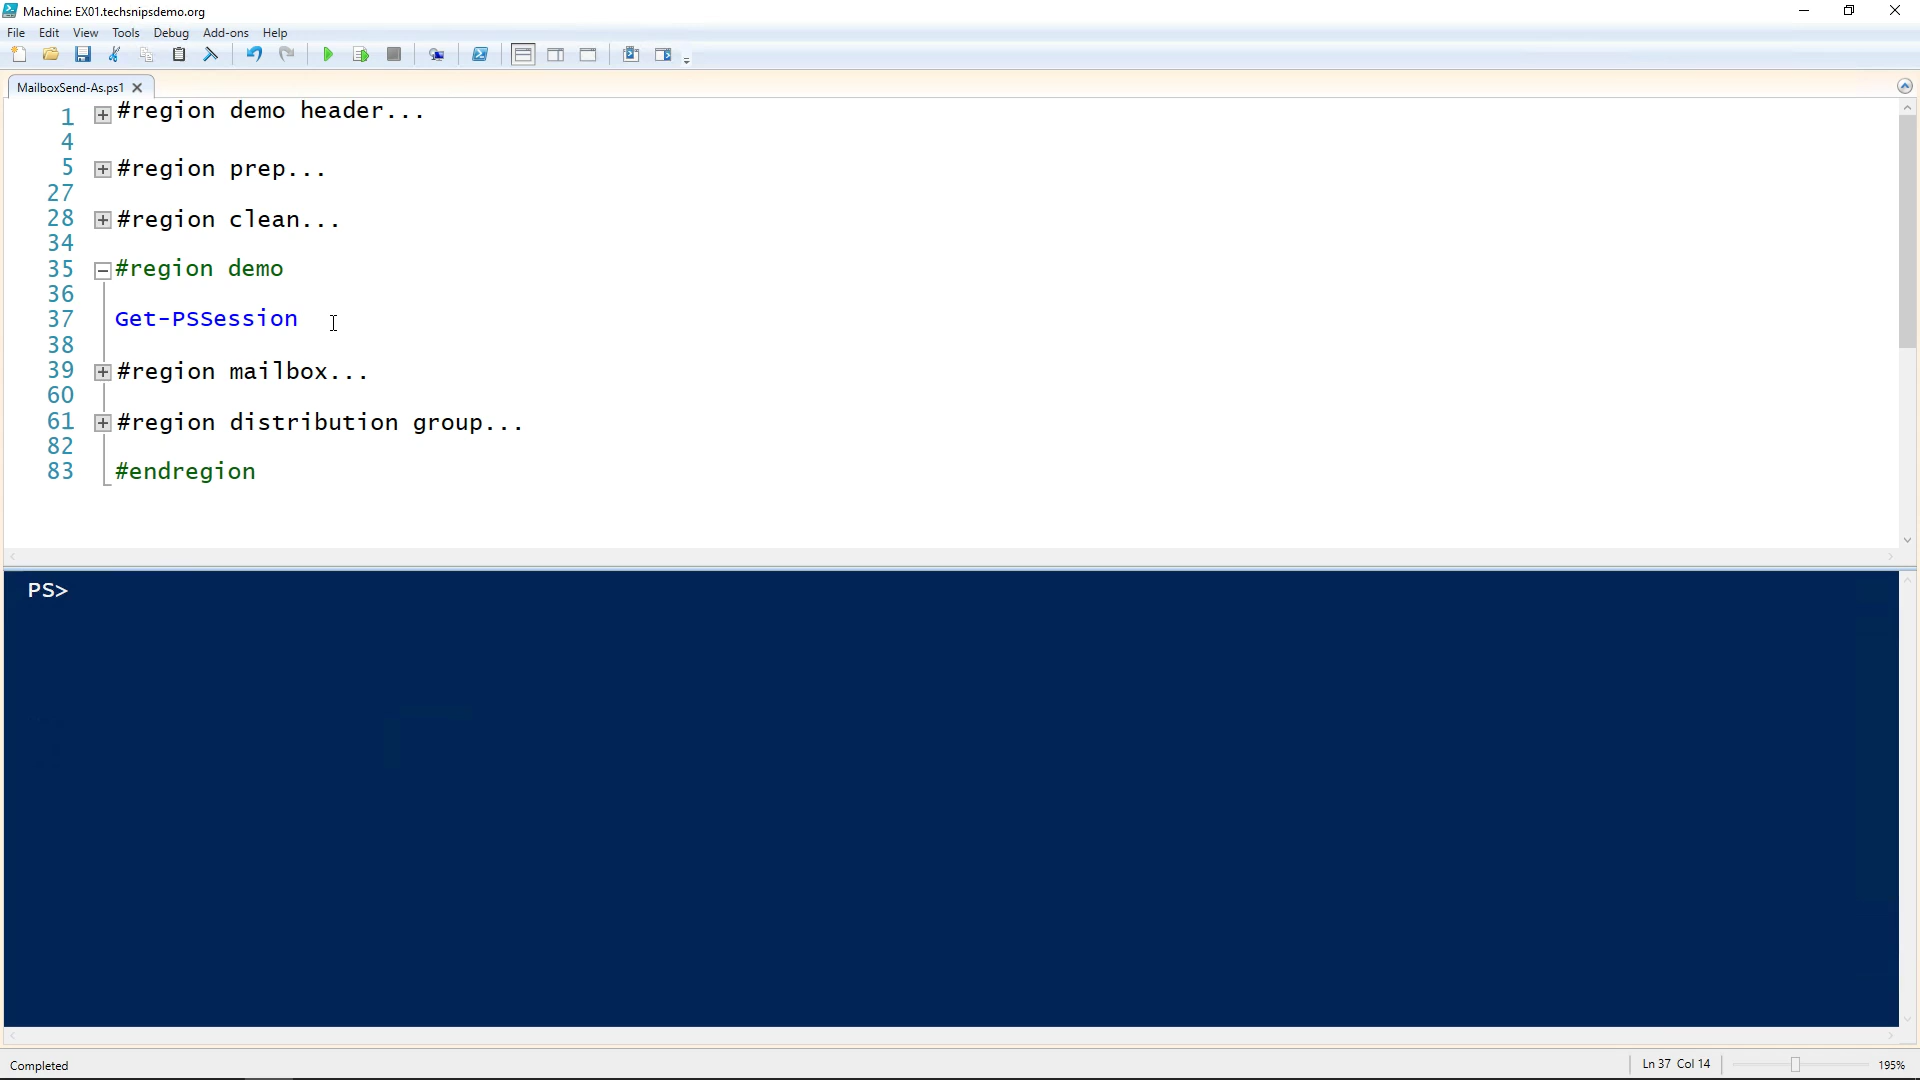 Machine: EX01.techsnipsdemo.org
File Edit View Tools Debug Add-ons Help
MailboxSend-As.ps1
1 #region demo header...
4
5 #region prep...
27
28 #region clean...
34
35 #region demo
36
37 Get-PSSession
38
39 #region mailbox...
60
61 #region distribution group...
82
83 #endregion
PS>
Completed Ln 37 Col 14 195%